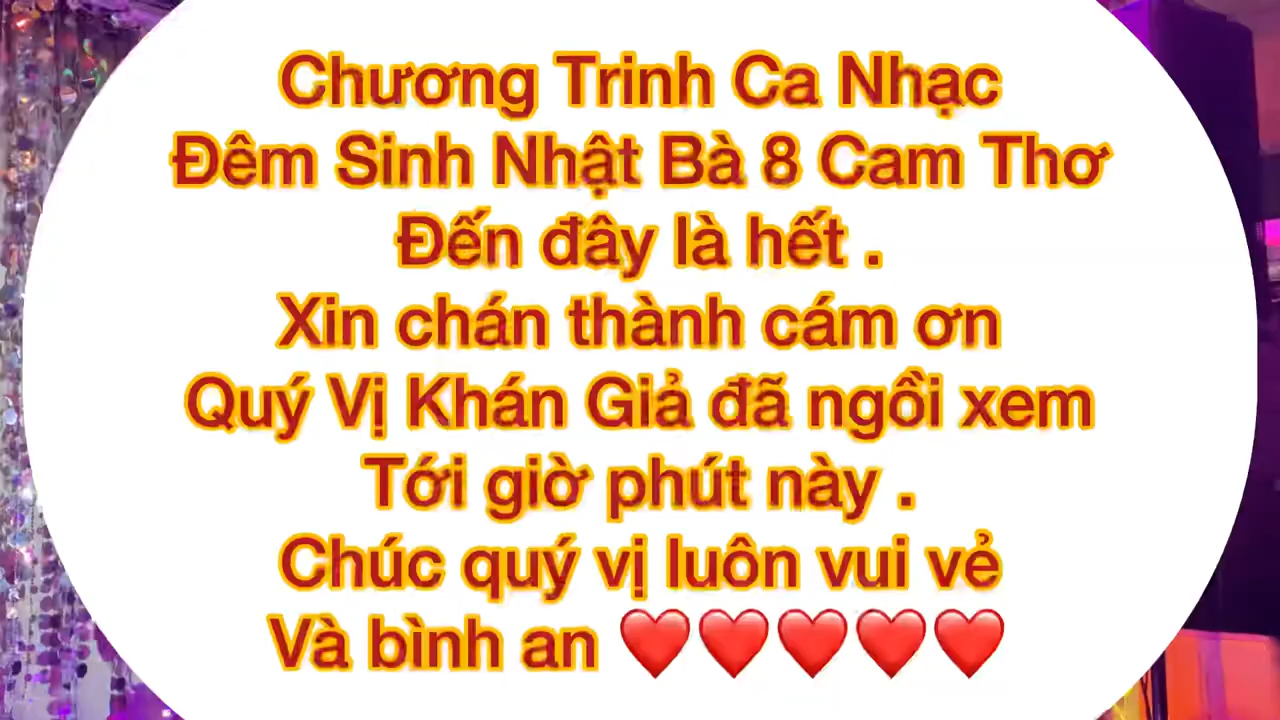 Chương Trinh Ca Nhạc
Đêm Sinh Nhật Bà 8 Cam Thơ
Đến đây là hết .
Xin chán thành cám ơn
Quý Vị Khán Giả đã ngồi xem
Tới giờ phút này .
Chúc quý vị luôn vui vẻ
Và bình an ❤️❤️❤️❤️❤️